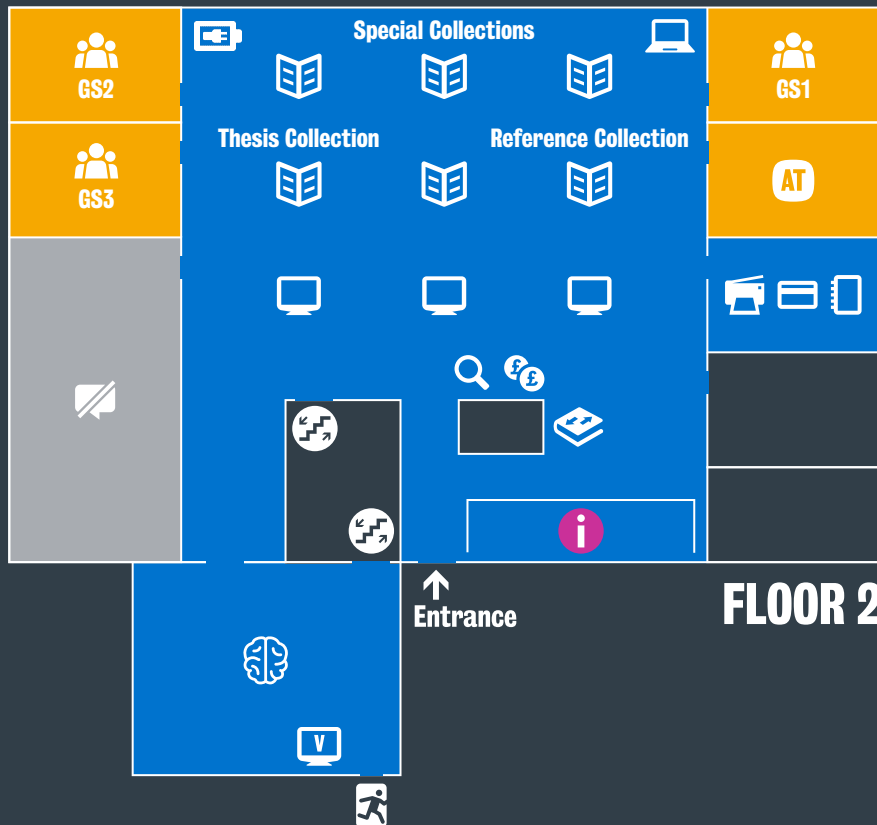 Special Collections
GS2
GS1
Thesis Collection
Reference Collection
GS3
AT
££
i
Entrance
FLOOR 2
V